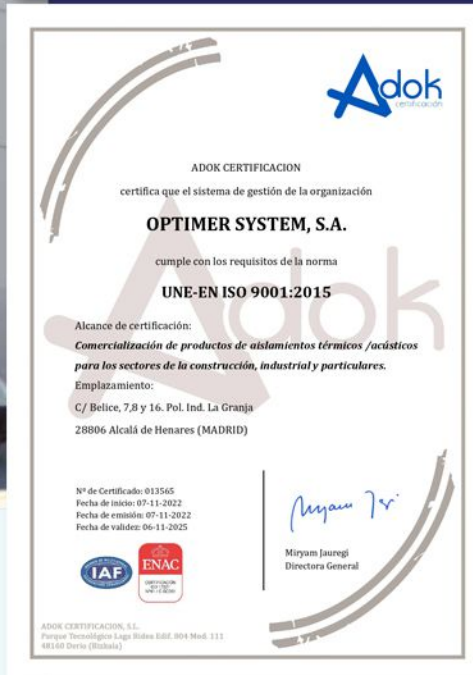 Adok
certificación
ADOK CERTIFICACION
certifica que el sistema de gestión de la organización
OPTIMER SYSTEM, S.A.
cumple con los requisitos de la norma
UNE-EN ISO 9001:2015
Adok
Alcance de certificación:
Comercialización de productos de aislamientos térmicos /acústicos
para los sectores de la construcción, industrial y particulares.
Emplazamiento:
C/ Belice, 7,8 y 16. Pol. Ind. La Granja
28806 Alcalá de Henares (MADRID)
Nº de Certificado: 013565
Fecha de inicio: 07-11-2022
Fecha de emisión: 07-11-2022
Fecha de validez: 06-11-2025
Miryam Jauregi
Directora General
IAF
ENAC
CERTIFICACIÓN
ADOK CERTIFICACION, S.L.
Parque Tecnológico Laga Bidea Edif. 804 Mod. 111
48160 Derio (Bizkaia)